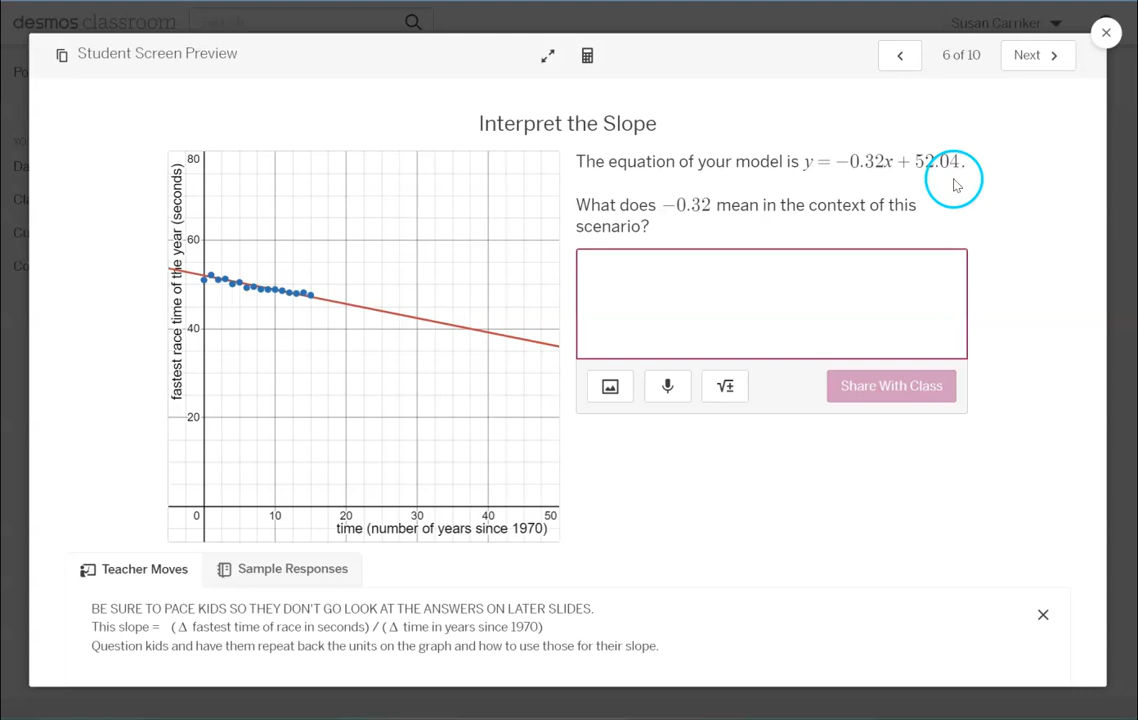 desmos classroom
Search
Susan Carriker
Student Screen Preview
6 of 10
Next
Interpret the Slope
80
60
40
20
0
10
20
30
40
50
fastest race time of the year (seconds)
time (number of years since 1970)
The equation of your model is y = −0.32x + 52.04.
What does −0.32 mean in the context of this
scenario?
√±
Share With Class
Teacher Moves
Sample Responses
BE SURE TO PACE KIDS SO THEY DON'T GO LOOK AT THE ANSWERS ON LATER SLIDES.
This slope = (Δ fastest time of race in seconds) / (Δ time in years since 1970)
Question kids and have them repeat back the units on the graph and how to use those for their slope.